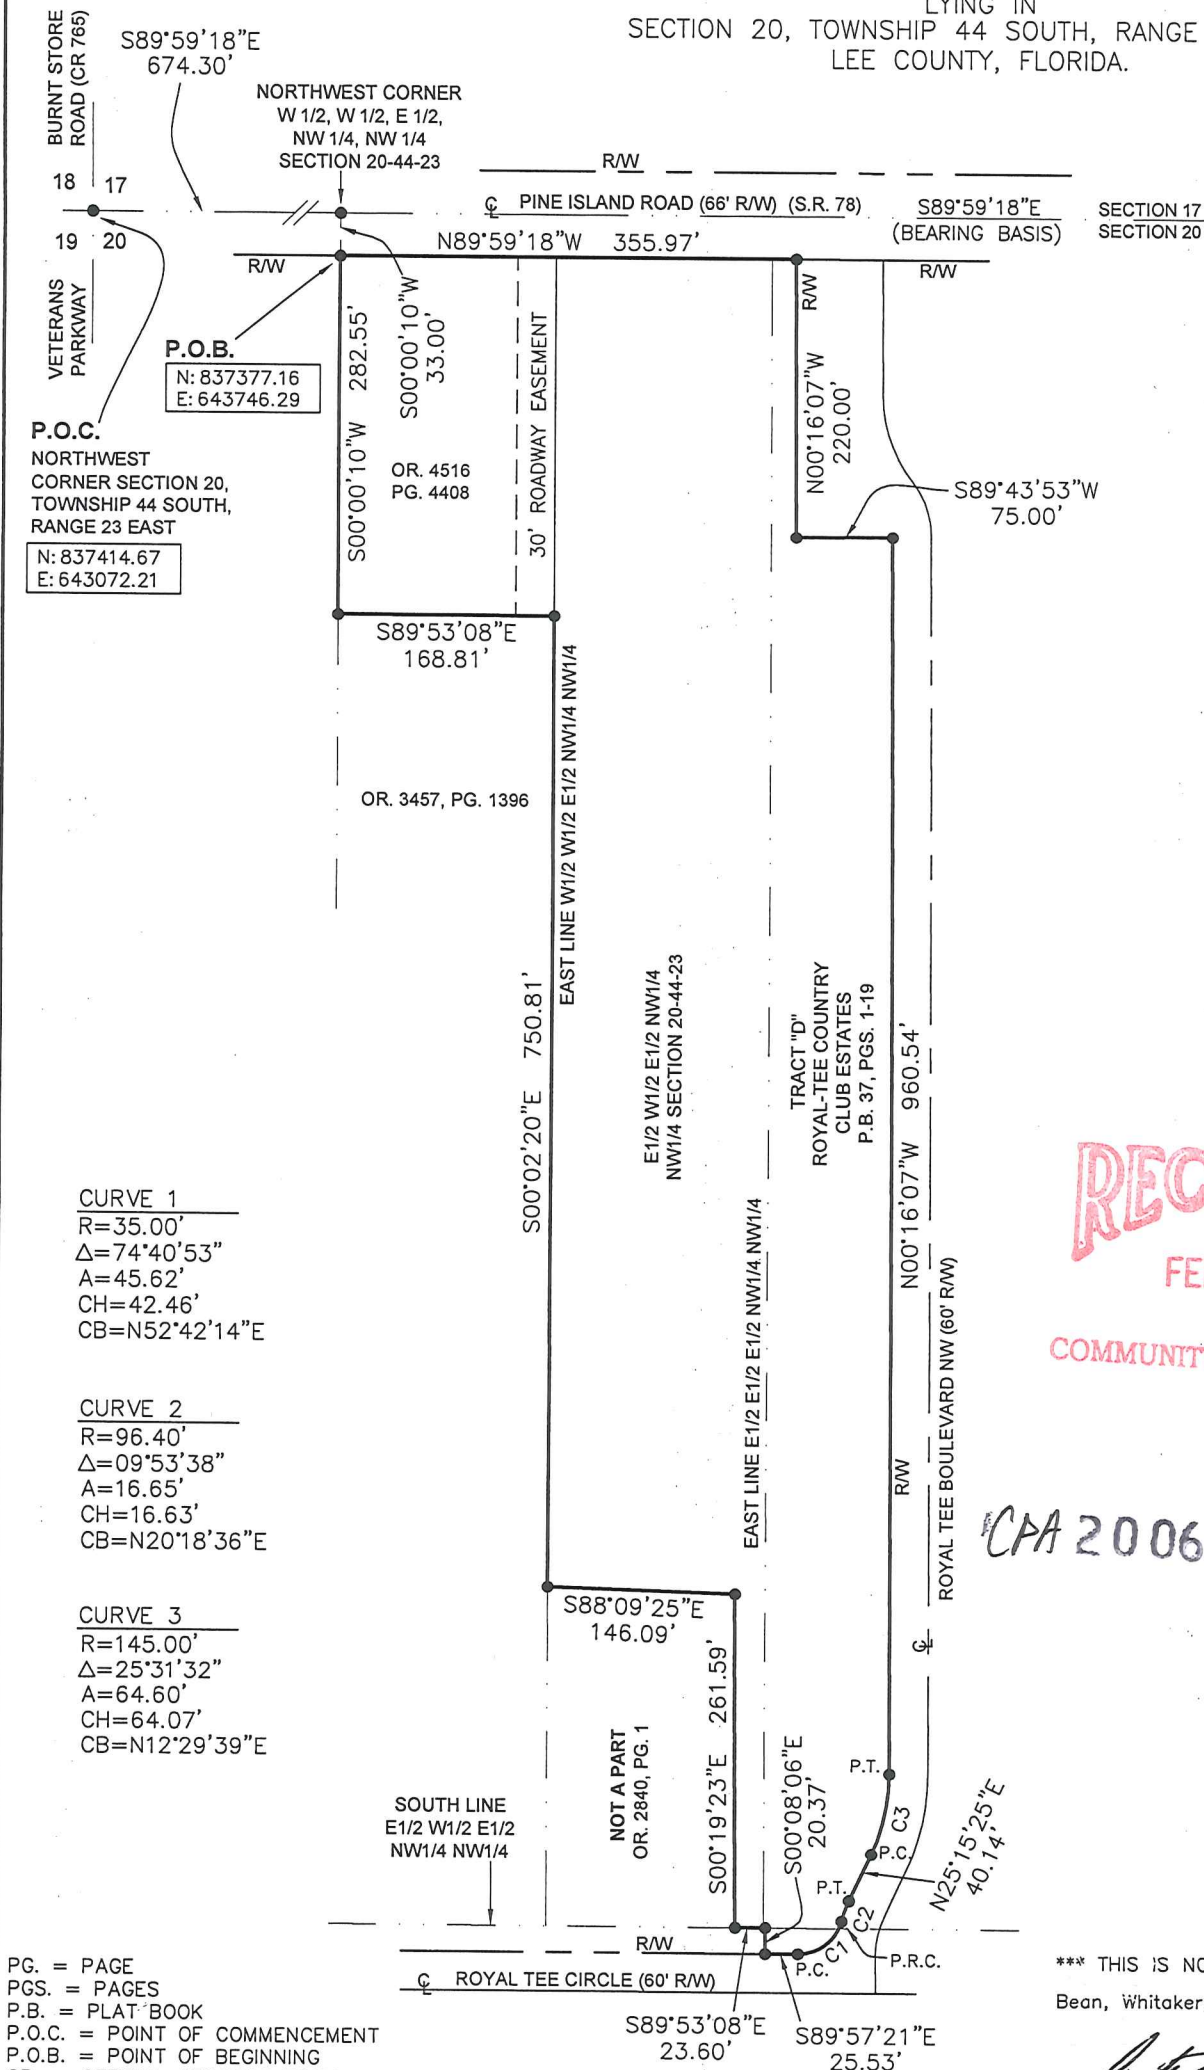 LYING IN
SECTION 20, TOWNSHIP 44 SOUTH, RANGE
LEE COUNTY, FLORIDA.
BURNT STORE
ROAD (CR 765)
S89°59'18"E
674.30'
NORTHWEST CORNER
W 1/2, W 1/2, E 1/2,
NW 1/4, NW 1/4
SECTION 20-44-23
R/W
18 17
19 20
℄ PINE ISLAND ROAD (66' R/W) (S.R. 78)
S89°59'18"E
(BEARING BASIS)
SECTION 17
SECTION 20
N89°59'18"W 355.97'
R/W
R/W
R/W
VETERANS
PARKWAY
P.O.B.
N: 837377.16
E: 643746.29
S00°00'10"W 282.55'
S00°00'10"W
33.00'
30' ROADWAY EASEMENT
N00°16'07"W
220.00'
P.O.C.
NORTHWEST
CORNER SECTION 20,
TOWNSHIP 44 SOUTH,
RANGE 23 EAST
N: 837414.67
E: 643072.21
OR. 4516
PG. 4408
S89°43'53"W
75.00'
S89°53'08"E
168.81'
OR. 3457, PG. 1396
EAST LINE W1/2 W1/2 E1/2 NW1/4 NW1/4
S00°02'20"E 750.81'
E1/2 W1/2 E1/2 NW1/4
NW1/4 SECTION 20-44-23
TRACT "D"
ROYAL-TEE COUNTRY
CLUB ESTATES
P.B. 37, PGS. 1-19
N00°16'07"W 960.54'
EAST LINE E1/2 E1/2 E1/2 NW1/4 NW1/4
R/W
ROYAL TEE BOULEVARD NW (60' R/W)
℄
REC
FE
COMMUNIT
CPA 2006
CURVE 1
R=35.00'
Δ=74°40'53"
A=45.62'
CH=42.46'
CB=N52°42'14"E
CURVE 2
R=96.40'
Δ=09°53'38"
A=16.65'
CH=16.63'
CB=N20°18'36"E
CURVE 3
R=145.00'
Δ=25°31'32"
A=64.60'
CH=64.07'
CB=N12°29'39"E
S88°09'25"E
146.09'
NOT A PART
OR. 2840, PG. 1
S00°19'23"E 261.59'
S00°08'06"E
20.37'
P.T.
C3
P.C.
N25°15'25"E
40.14'
P.T.
C2
C1
P.R.C.
P.C.
SOUTH LINE
E1/2 W1/2 E1/2
NW1/4 NW1/4
R/W
℄ ROYAL TEE CIRCLE (60' R/W)
S89°53'08"E
23.60'
S89°57'21"E
25.53'
PG. = PAGE
PGS. = PAGES
P.B. = PLAT BOOK
P.O.C. = POINT OF COMMENCEMENT
P.O.B. = POINT OF BEGINNING
*** THIS IS NO
Bean, Whitaker